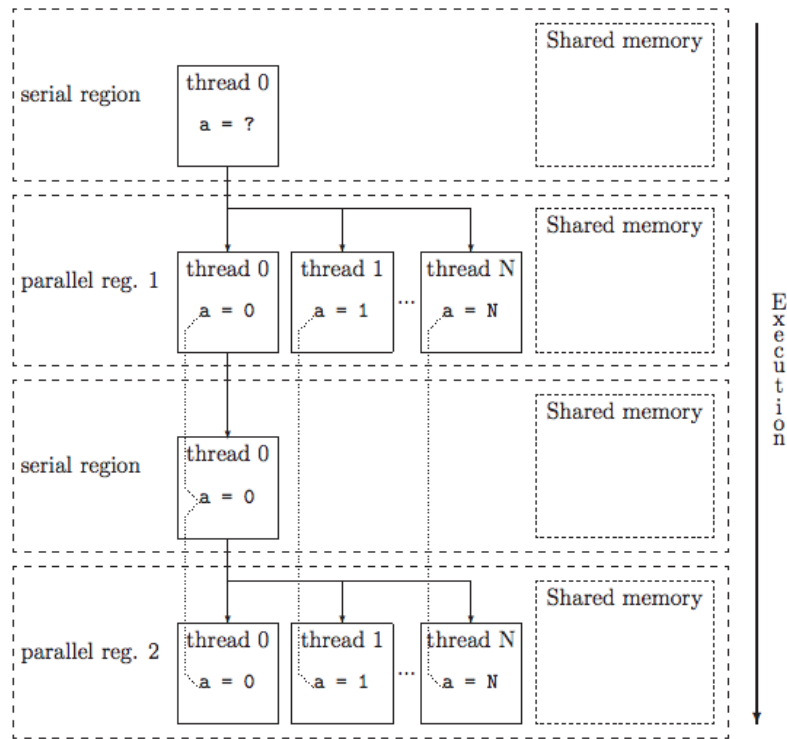 Shared memory
thread 0
serial region
a = ?
Shared memory
thread 0
thread 1
thread N
parallel reg. 1
a = 0
a = 1
...
a = N
Execution
Shared memory
thread 0
serial region
a = 0
Shared memory
thread 0
thread 1
thread N
parallel reg. 2
a = 0
a = 1
...
a = N